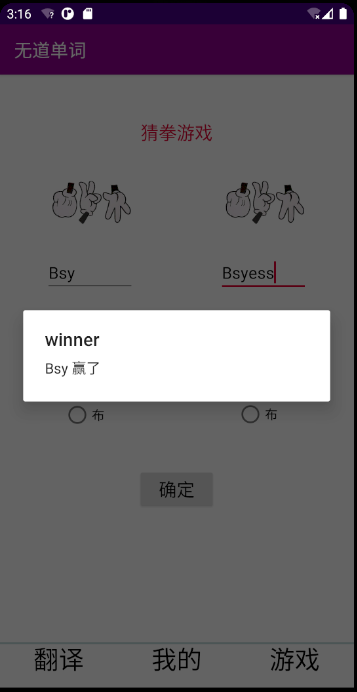 3:16
无道单词
猜拳游戏
Bsy Bsyess
winner
Bsy 赢了
布 布
确定
翻译 我的 游戏